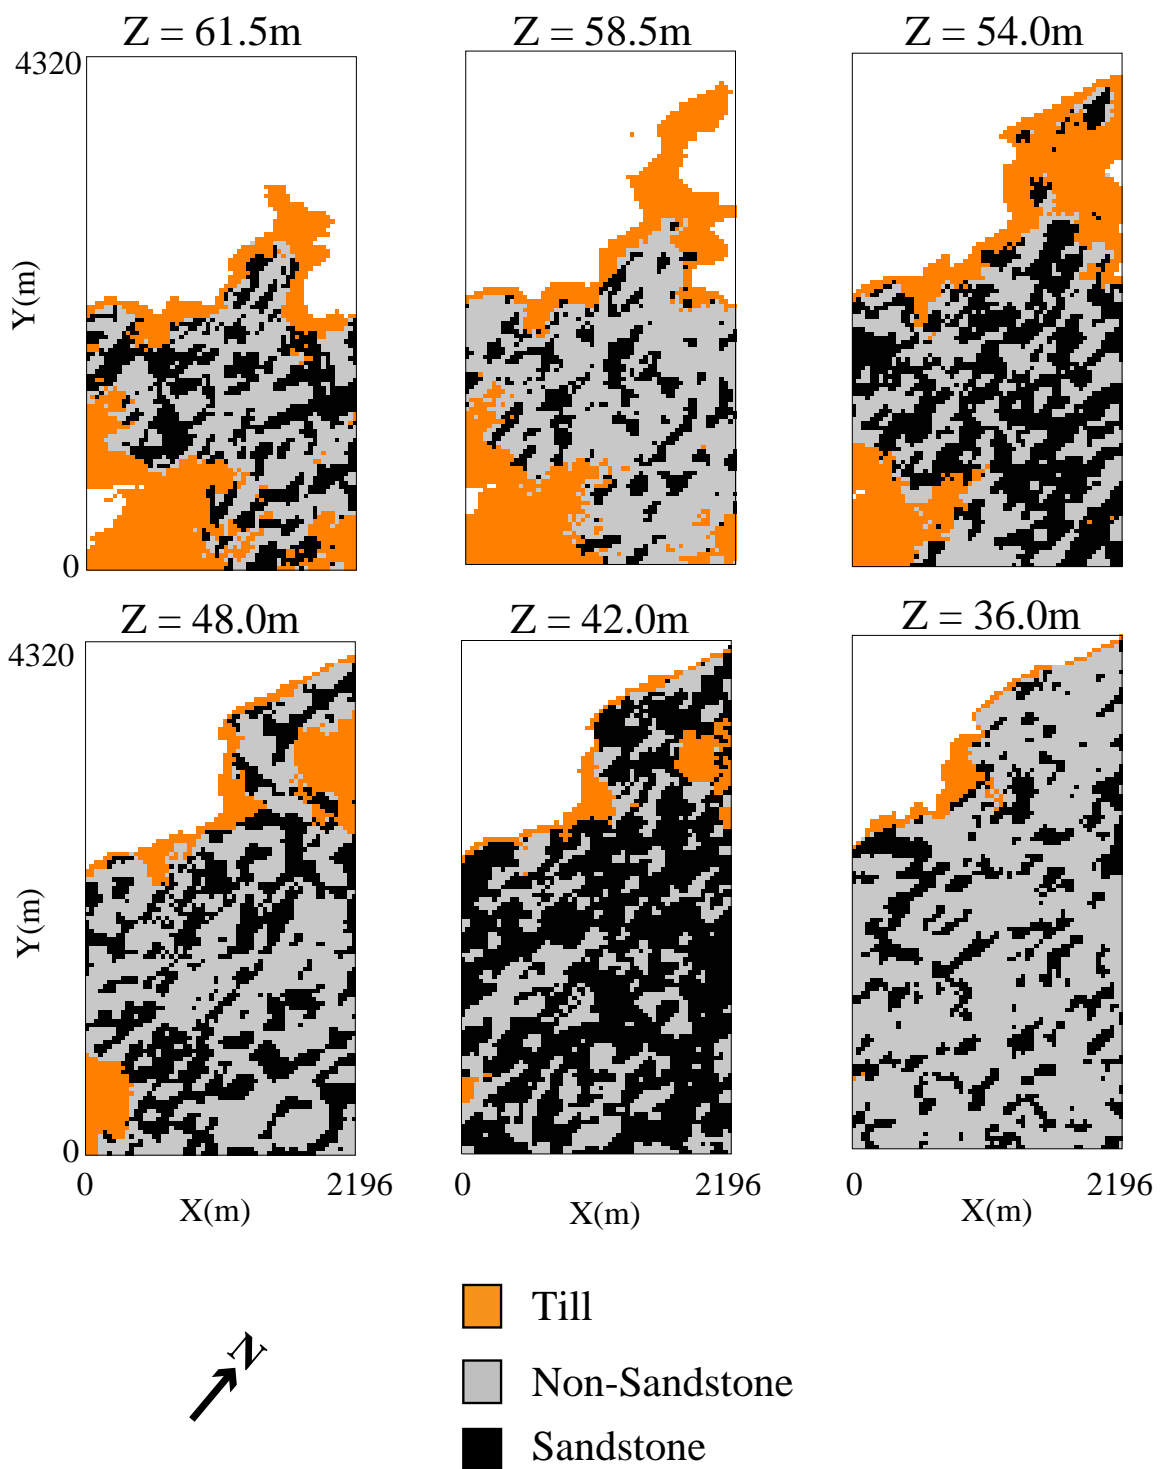 Z = 61.5m
Z = 58.5m
Z = 54.0m
4320
Y(m)
0
Z = 48.0m
Z = 42.0m
Z = 36.0m
4320
Y(m)
0
0
2196
0
2196
0
2196
X(m)
X(m)
X(m)
N
Till
Non-Sandstone
Sandstone